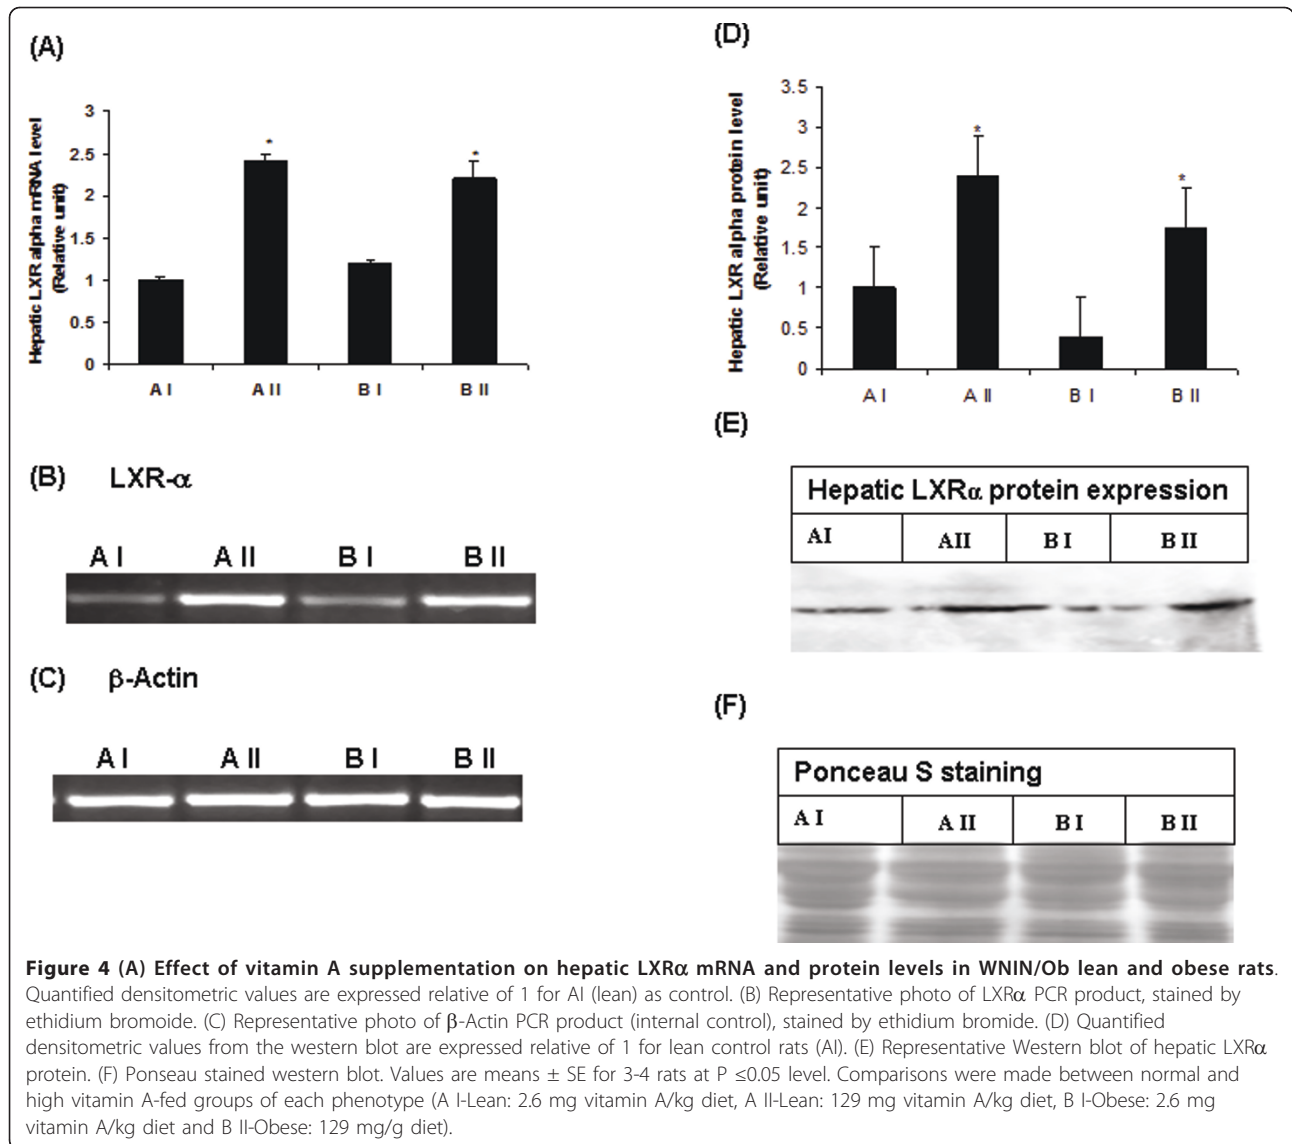 (A)
Hepatic LXR alpha mRNA level
(Relative unit)
3
2.5
2
1.5
1
0.5
0
*
*
A I
A II
B I
B II
(B) LXR-α
A I A II B I B II
(C) β-Actin
A I A II B I B II
(D)
Hepatic LXR alpha protein level
(Relative unit)
3.5
3
2.5
2
1.5
1
0.5
0
*
*
A I
A II
B I
B II
(E)
Hepatic LXRα protein expression
AI AII B I B II
(F)
Ponceau S staining
A I A II B I B II
Figure 4 (A) Effect of vitamin A supplementation on hepatic LXRα mRNA and protein levels in WNIN/Ob lean and obese rats.
Quantified densitometric values are expressed relative of 1 for AI (lean) as control. (B) Representative photo of LXRα PCR product, stained by
ethidium bromoide. (C) Representative photo of β-Actin PCR product (internal control), stained by ethidium bromide. (D) Quantified
densitometric values from the western blot are expressed relative of 1 for lean control rats (AI). (E) Representative Western blot of hepatic LXRα
protein. (F) Ponseau stained western blot. Values are means ± SE for 3-4 rats at P ≤0.05 level. Comparisons were made between normal and
high vitamin A-fed groups of each phenotype (A I-Lean: 2.6 mg vitamin A/kg diet, A II-Lean: 129 mg vitamin A/kg diet, B I-Obese: 2.6 mg
vitamin A/kg diet and B II-Obese: 129 mg/g diet).